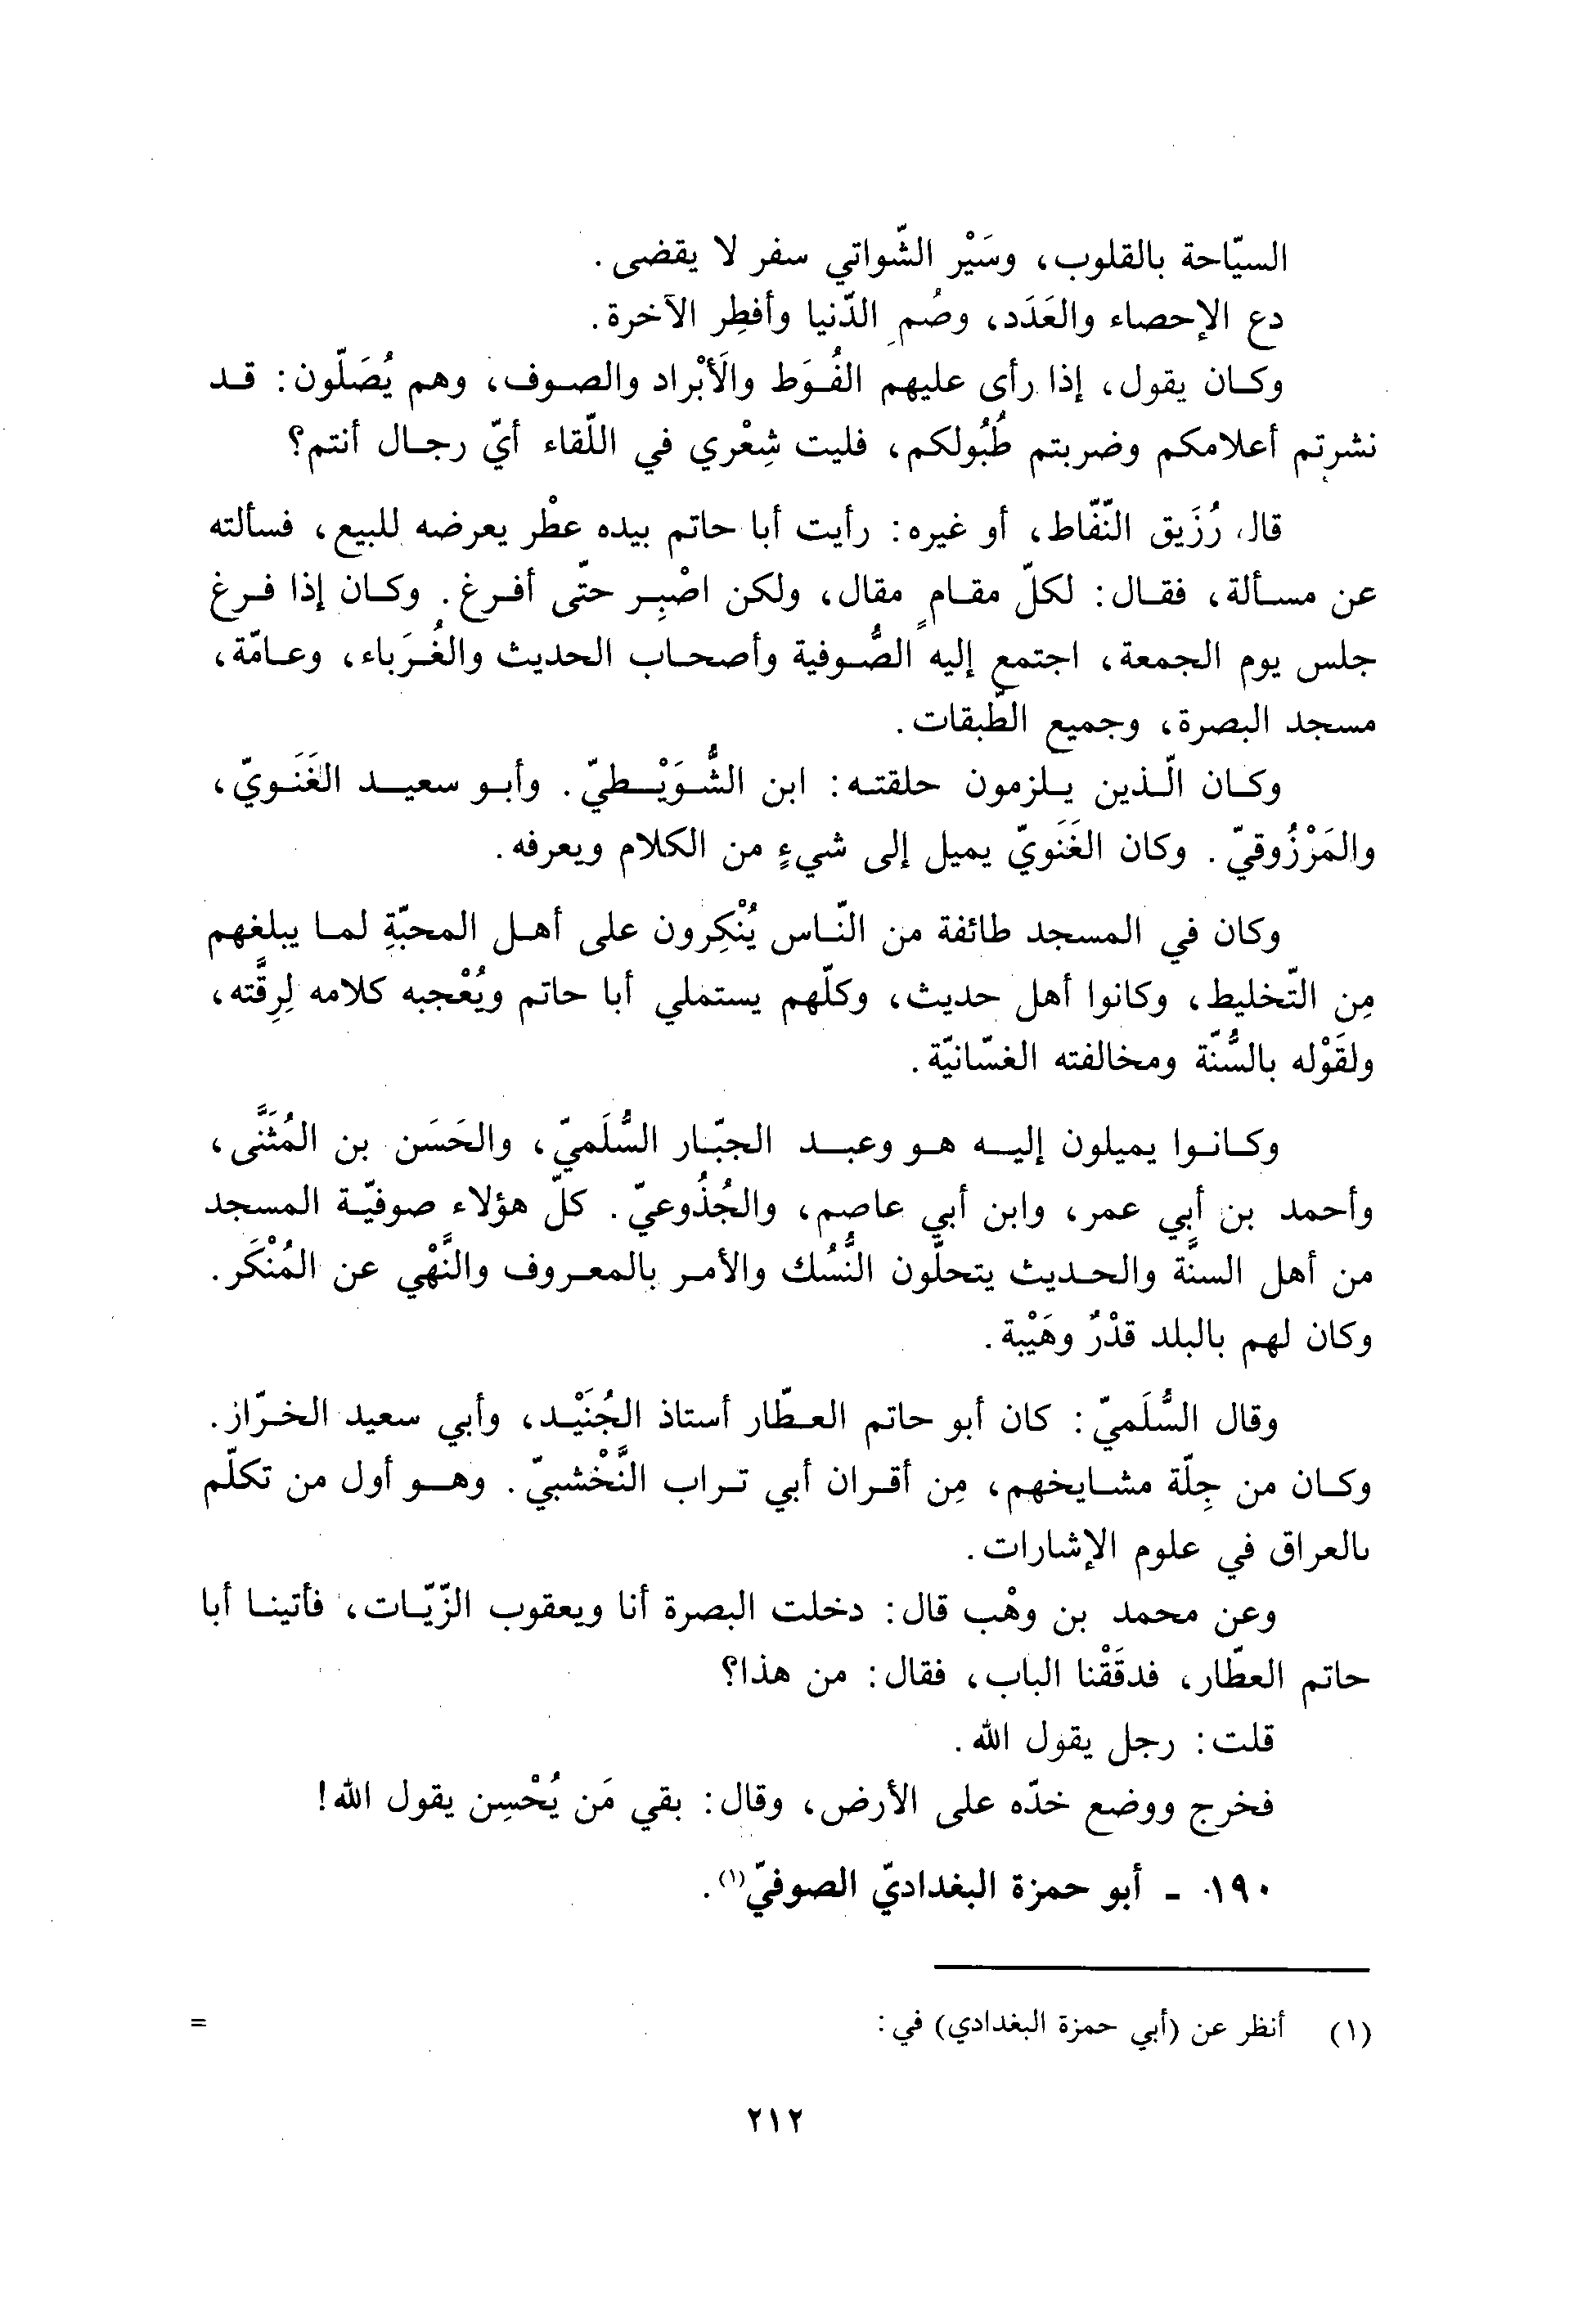 السيّاحة بالقلوب، وسَيْر الشّواتي سفر لا يقضى.
دع الإحصاء والعَدَد، وصُم الدّنيا وأفطِر الآخرة.
وكان يقول، إذا رأى عليهم الفُوَط والَأبْراد والصوف، وهم يُصَلّون: قد
نشرتم أعلامكم وضربتم طُبُولكم، فليت شِعْري في اللّقاء أيّ رجال أنتم؟
قال رُزَيق النّفّاط، أو غيره: رأيت أبا حاتم بيده عطْر يعرضه للبيع، فسألته
عن مسألة، فقال: لكلّ مقامٍ مقال، ولكن اصْبِر حتّى أفرغ. وكان إذا فرغ
جلس يوم الجمعة، اجتمع إليه الصُّوفية وأصحاب الحديث والغُرَباء، وعامّة،
مسجد البصرة، وجميع الطّبقات.
وكان الّذين يلزمون حلقته: ابن الشُّوَيْطيّ. وأبو سعيد الغَنَويّ،
والمَرْزُوقيّ. وكان الغَنَويّ يميل إلى شيءٍ من الكلام ويعرفه.
وكان في المسجد طائفة من النّاس يُنْكِرون على أهل المحبّةِ لما يبلغهم
مِن التّخليط، وكانوا أهل حديث، وكلّهم يستملي أبا حاتم ويُعْجبه كلامه لِرِقَّته،
ولقَوْله بالسُّنّة ومخالفته الغسّانيّة.
وكانوا يميلون إليه هو وعبد الجبّار السُّلَميّ، والحَسَن بن المُثَنَّى،
وأحمد بن أبي عمر، وابن أبي عاصم، والجُذُوعيّ. كلّ هؤلاء صوفيّة المسجد
من أهل السنَّة والحديث يتحلّون النُّسُك والأمر بالمعروف والنَّهْي عن المُنْكَر.
وكان لهم بالبلد قدْرٌ وهَيْبة.
وقال السُّلَميّ: كان أبو حاتم العطّار أستاذ الجُنَيْد، وأبي سعيد الخرّاز.
وكان من جِلّة مشايخهم، مِن أقران أبي تراب النَّخْشبيّ. وهو أول من تكلّم
بالعراق في علوم الإشارات.
وعن محمد بن وهْب قال: دخلت البصرة أنا ويعقوب الزّيّات، فأتينا أبا
حاتم العطّار، فدقَقْنا الباب، فقال: من هذا؟
قلت: رجل يقول الله.
فخرج ووضع خدّه على الأرض، وقال: بقي مَن يُحْسِن يقول الله!
١٩٠ - أبو حمزة البغداديّ الصوفيّ(١).
(١) أنظر عن (أبي حمزة البغدادي) في: =
٢١٢